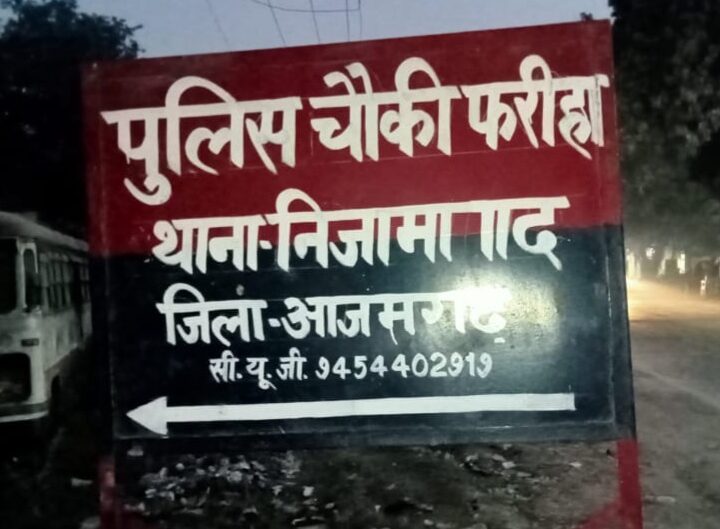 पुलिस चौकी फरीहा
थाना-निजामाबाद
जिला-आजमगढ़
सी.यू.जी. 9454402919